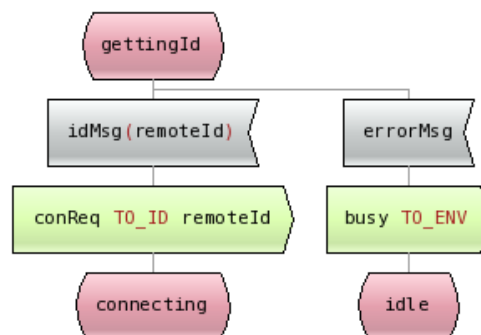 gettingId
idMsg(remoteId)
errorMsg
conReq TO_ID remoteId
busy TO_ENV
connecting
idle